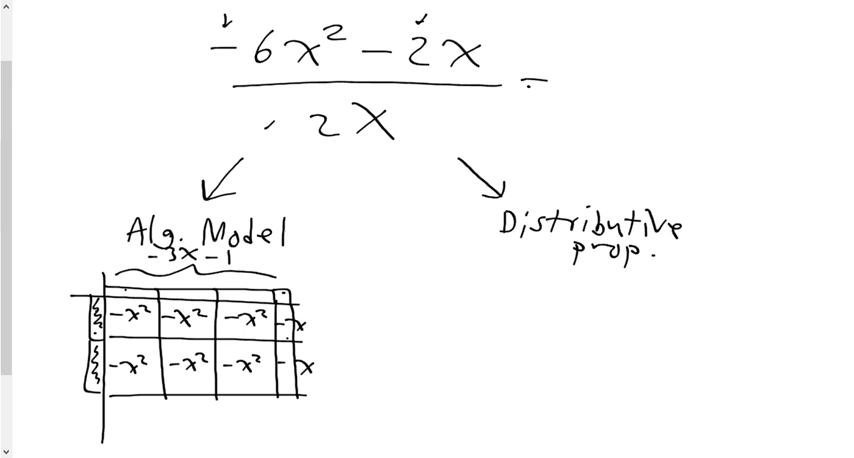 -6x² - 2x
2x
=
Alg. Model
-3x - 1
Distributive
prop.
-x² -x² -x² -x
-x² -x² -x² -x